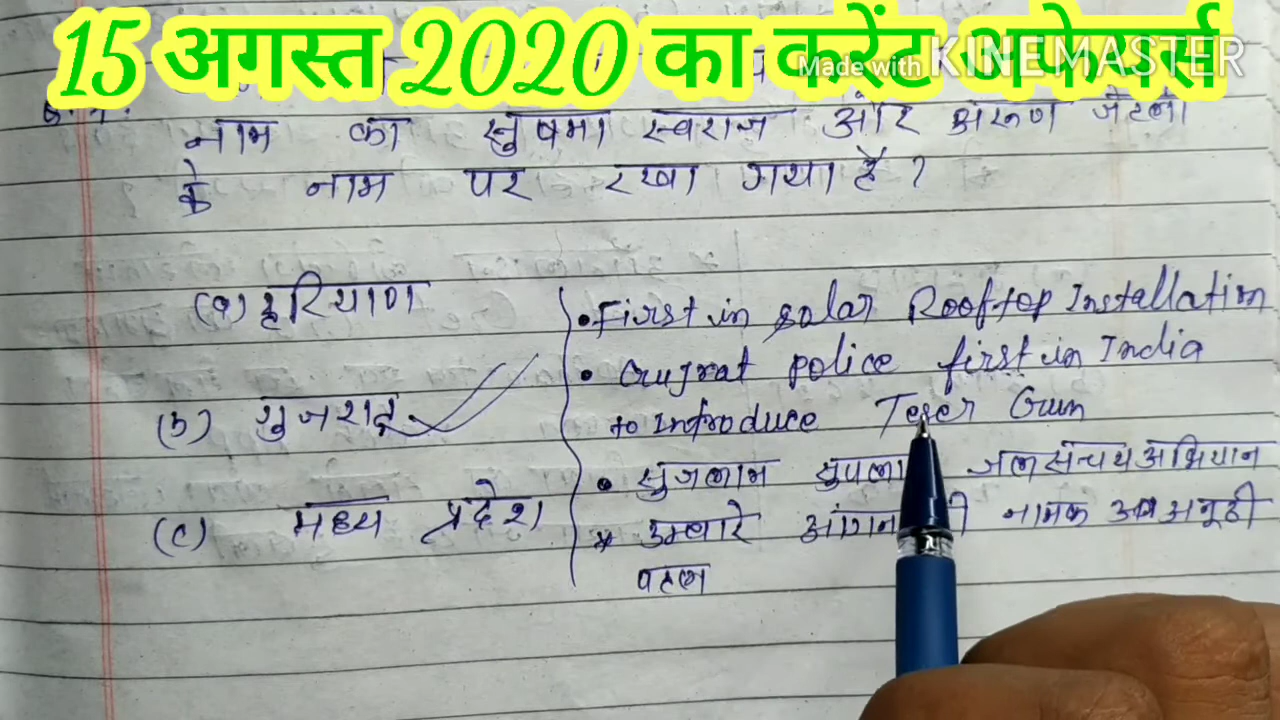 15 अगस्त 2020 का करेंट अफेयर्स
Made with KINEMASTER
नाम का सुषमा स्वराज और अरूण जेटली
के नाम पर रखा गया है ?
(a) हरियाण
• First in solar Rooftop Installation
• Gujrat police first in India
(b) गुजरात
to Introduce Teser Gun
• सुजलाम सुफला जलसंचय अभियान
(c) मध्य प्रदेश
* उम्बारे नामक अनूठी
पहल